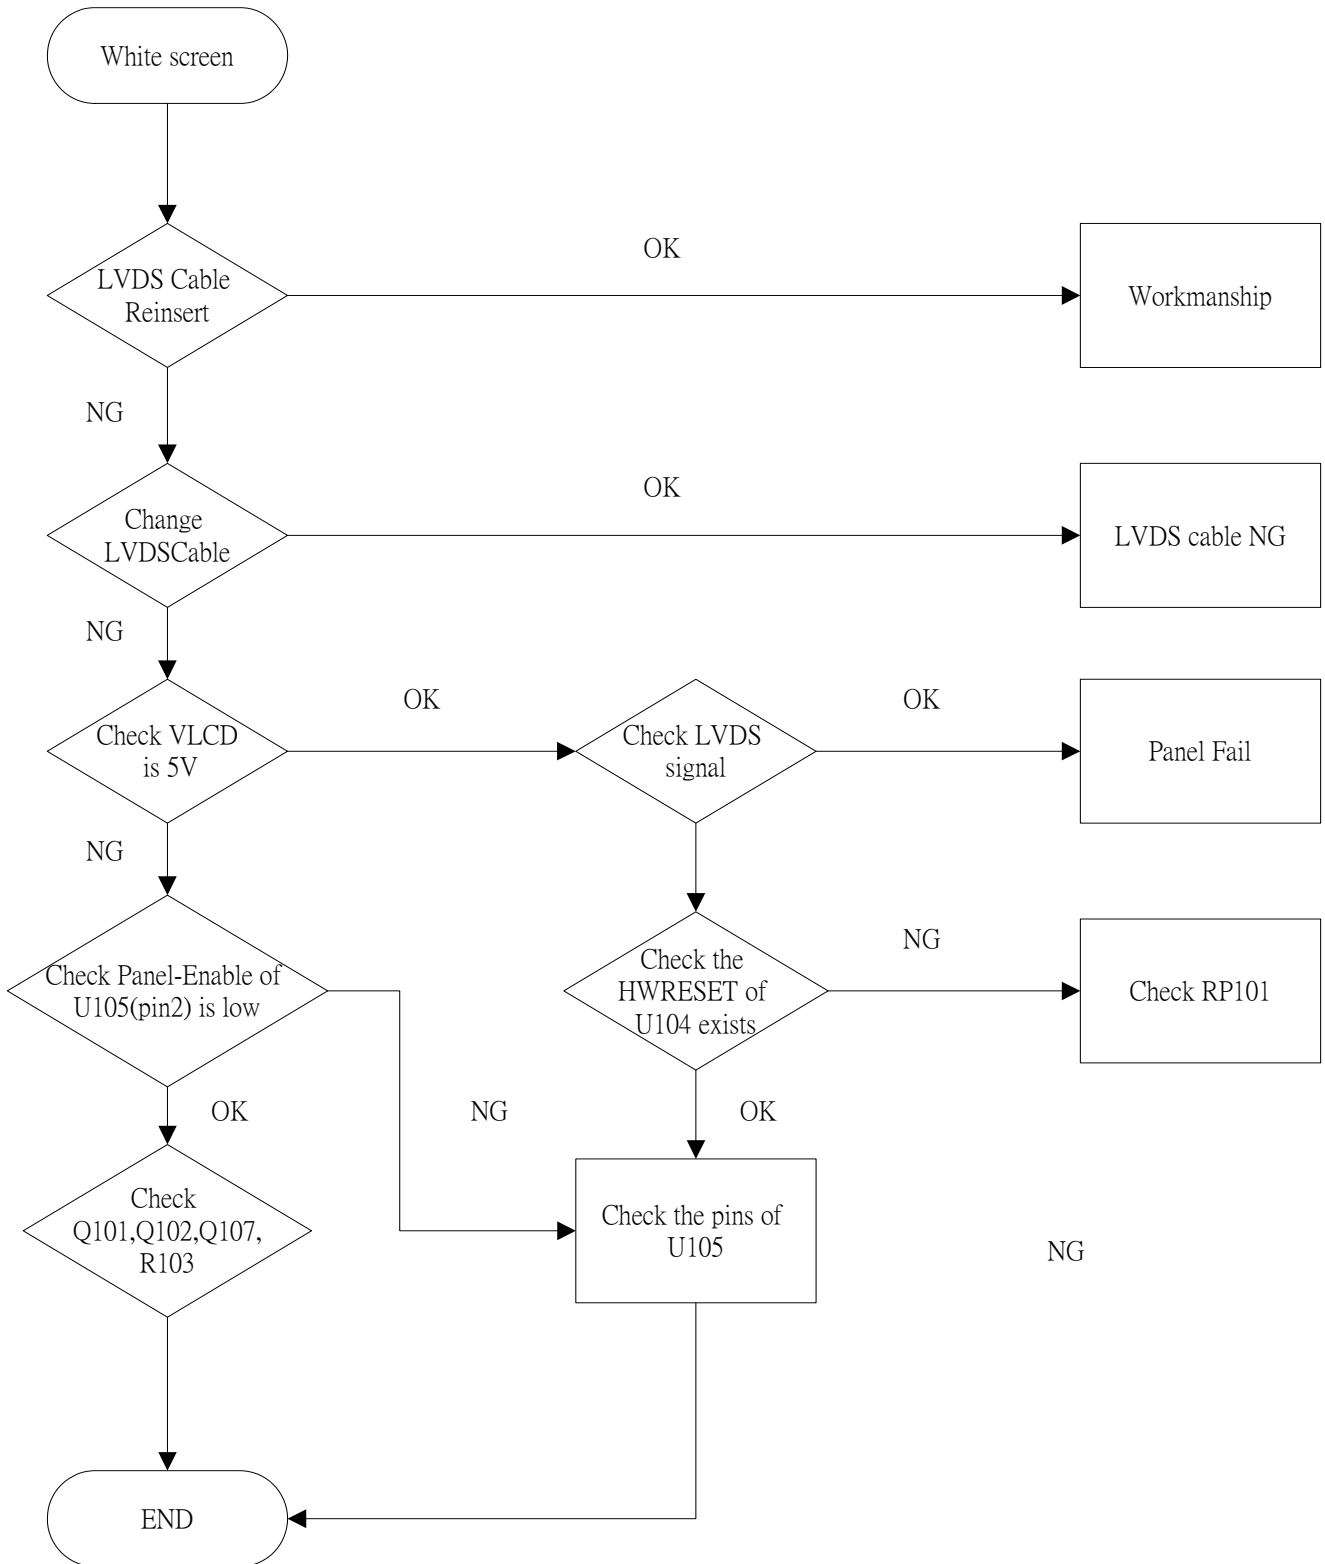 White screen
LVDS Cable
Reinsert
OK
Workmanship
NG
Change
LVDSCable
OK
LVDS cable NG
NG
Check VLCD
is 5V
OK
Check LVDS
signal
OK
Panel Fail
NG
Check Panel-Enable of
U105(pin2) is low
Check the
HWRESET of
U104 exists
NG
Check RP101
OK
NG
OK
Check
Q101,Q102,Q107,
R103
Check the pins of
U105
NG
END